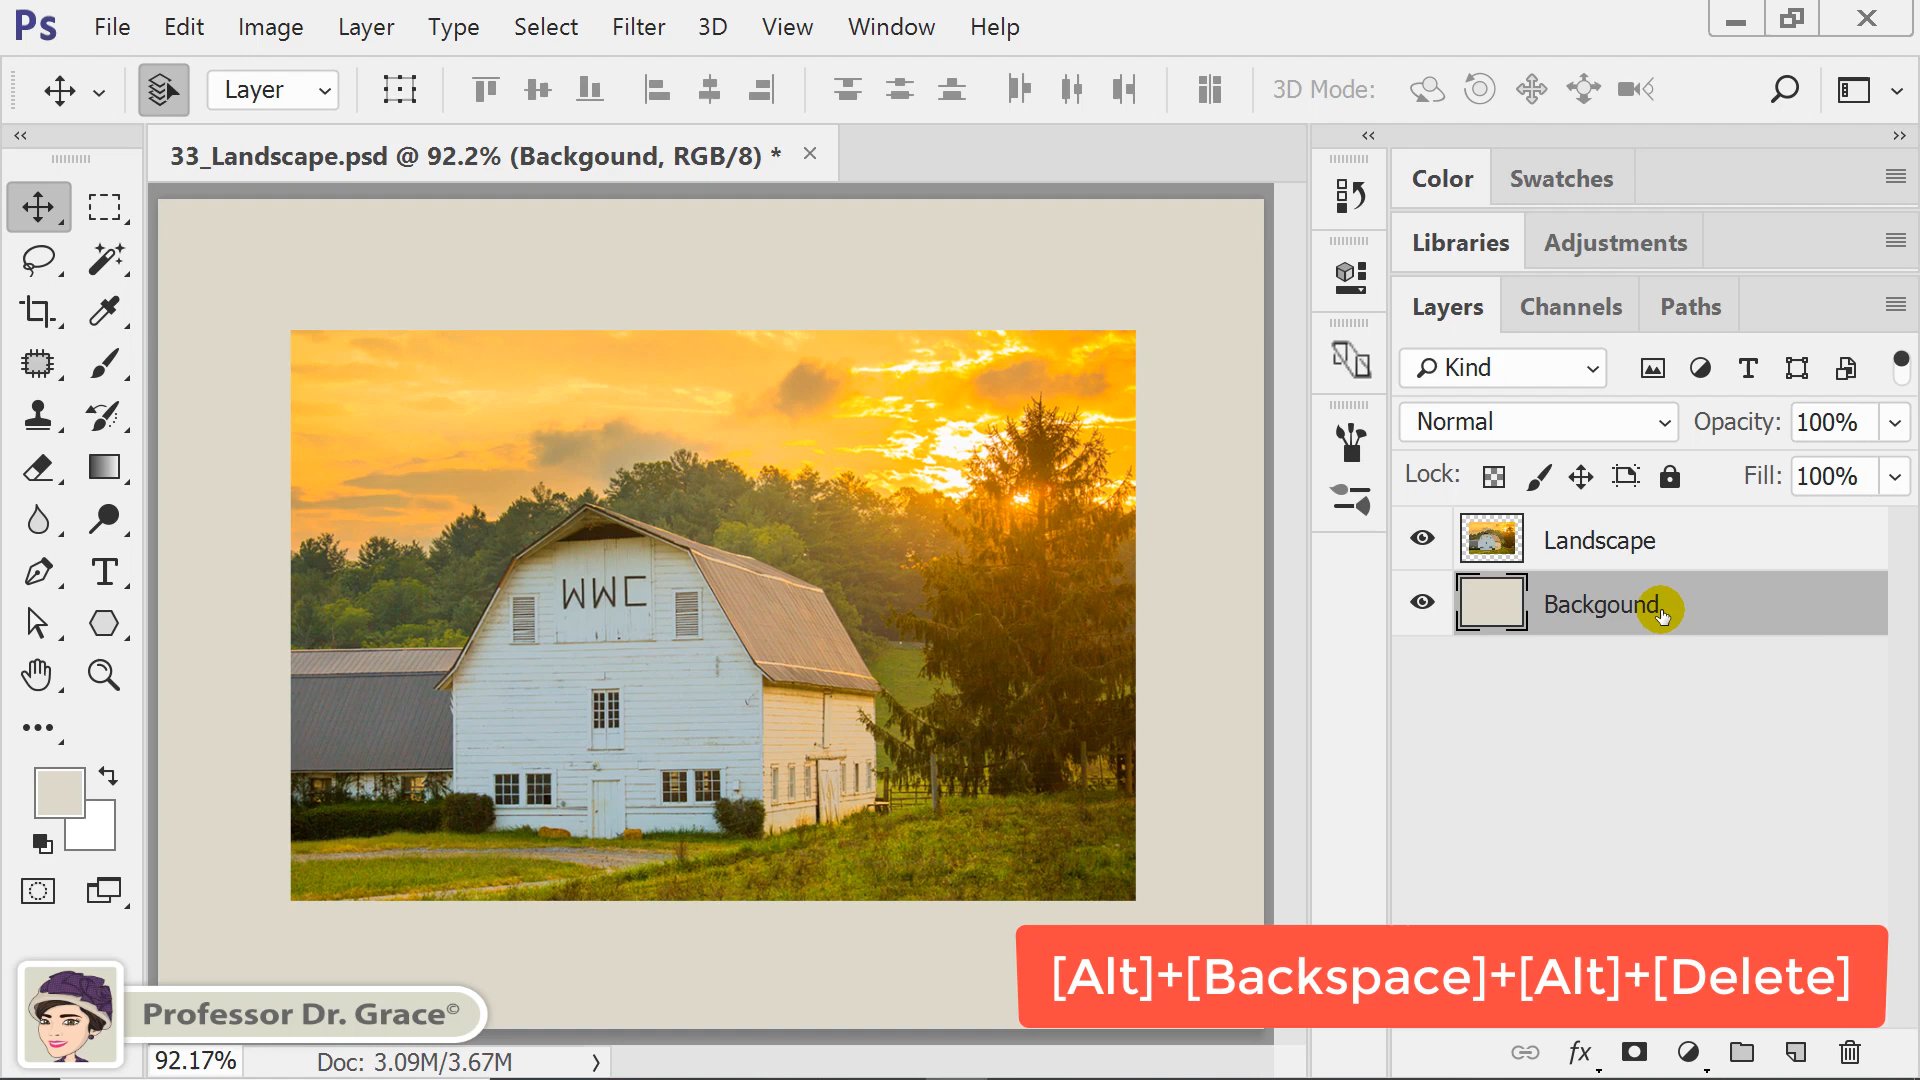 Ps File Edit Image Layer Type Select Filter 3D View Window Help
Layer 3D Mode:
33_Landscape.psd @ 92.2% (Backgound, RGB/8) *
Color Swatches
Libraries Adjustments
Layers Channels Paths
Kind
Normal Opacity: 100%
Lock: Fill: 100%
Landscape
Backgound
WWC
[Alt]+[Backspace]+[Alt]+[Delete]
Professor Dr. Grace©
92.17% Doc: 3.09M/3.67M
fx